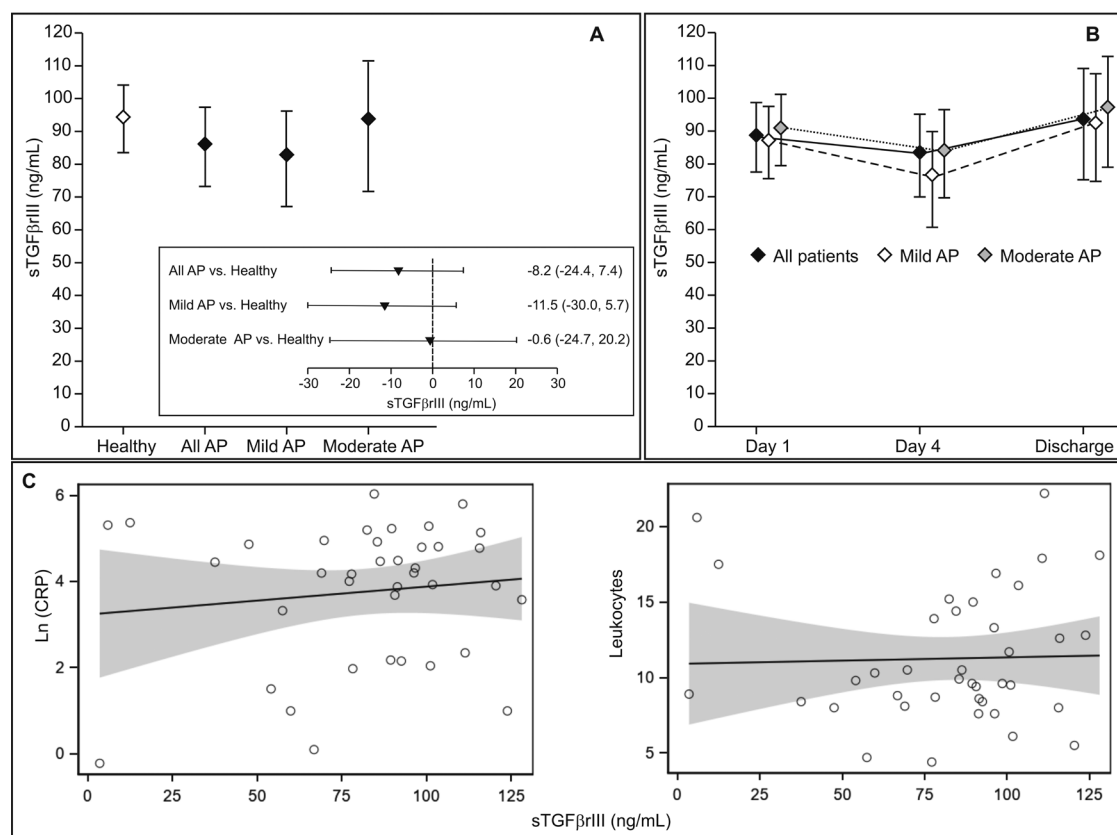 A
120
110
100
90
80
70
60
50
40
30
20
10
0
sTGFβrIII (ng/mL)
Healthy All AP Mild AP Moderate AP
All AP vs. Healthy -8.2 (-24.4, 7.4)
Mild AP vs. Healthy -11.5 (-30.0, 5.7)
Moderate AP vs. Healthy -0.6 (-24.7, 20.2)
-30 -20 -10 0 10 20 30
sTGFβrIII (ng/mL)
B
120
110
100
90
80
70
60
50
40
30
20
10
0
sTGFβrIII (ng/mL)
All patients Mild AP Moderate AP
Day 1 Day 4 Discharge
C
6
4
2
0
Ln (CRP)
0 25 50 75 100 125
20
15
10
5
Leukocytes
0 25 50 75 100 125
sTGFβrIII (ng/mL)